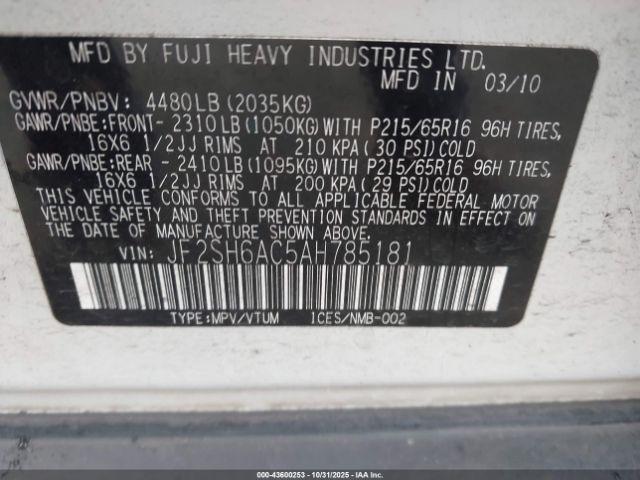 MFD BY FUJI HEAVY INDUSTRIES LTD.
MFD IN 03/10
GVWR/PNBV: 4480LB(2035KG)
GAWR/PNBE:FRONT- 2310LB(1050KG)WITH P215/65R16 96H TIRES,
16X6 1/2JJ RIMS AT 210 KPA(30 PSI)COLD
GAWR/PNBE:REAR - 2410LB(1095KG)WITH P215/65R16 96H TIRES,
16X6 1/2JJ RIMS AT 200 KPA(29 PSI)COLD
THIS VEHICLE CONFORMS TO ALL APPLICABLE FEDERAL MOTOR
VEHICLE SAFETY AND THEFT PREVENTION STANDARDS IN EFFECT
ON THE DATE OF MANUFACTURE SHOWN ABOVE.
VIN: JF2SH6AC5AH785181
TYPE:MPV/VTUM ICES/NMB-002
000-43600253 - 10/31/2025 - Copyright © IAA, Inc.